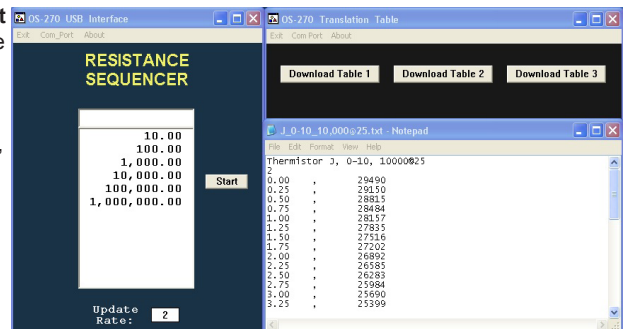 t
e
,
OS-270 USB Interface
Exit Com_Port About
RESISTANCE
SEQUENCER
10.00
100.00
1,000.00
10,000.00
100,000.00
1,000,000.00
Start
Update
Rate: 2
OS-270 Translation Table
Exit Com Port About
Download Table 1 Download Table 2 Download Table 3
J_0-10_10,000@25.txt - Notepad
File Edit Format View Help
Thermistor J, 0-10, 10000@25
2
0.00 , 29490
0.25 , 29150
0.50 , 28815
0.75 , 28484
1.00 , 28157
1.25 , 27835
1.50 , 27516
1.75 , 27202
2.00 , 26892
2.25 , 26585
2.50 , 26283
2.75 , 25984
3.00 , 25690
3.25 , 25399